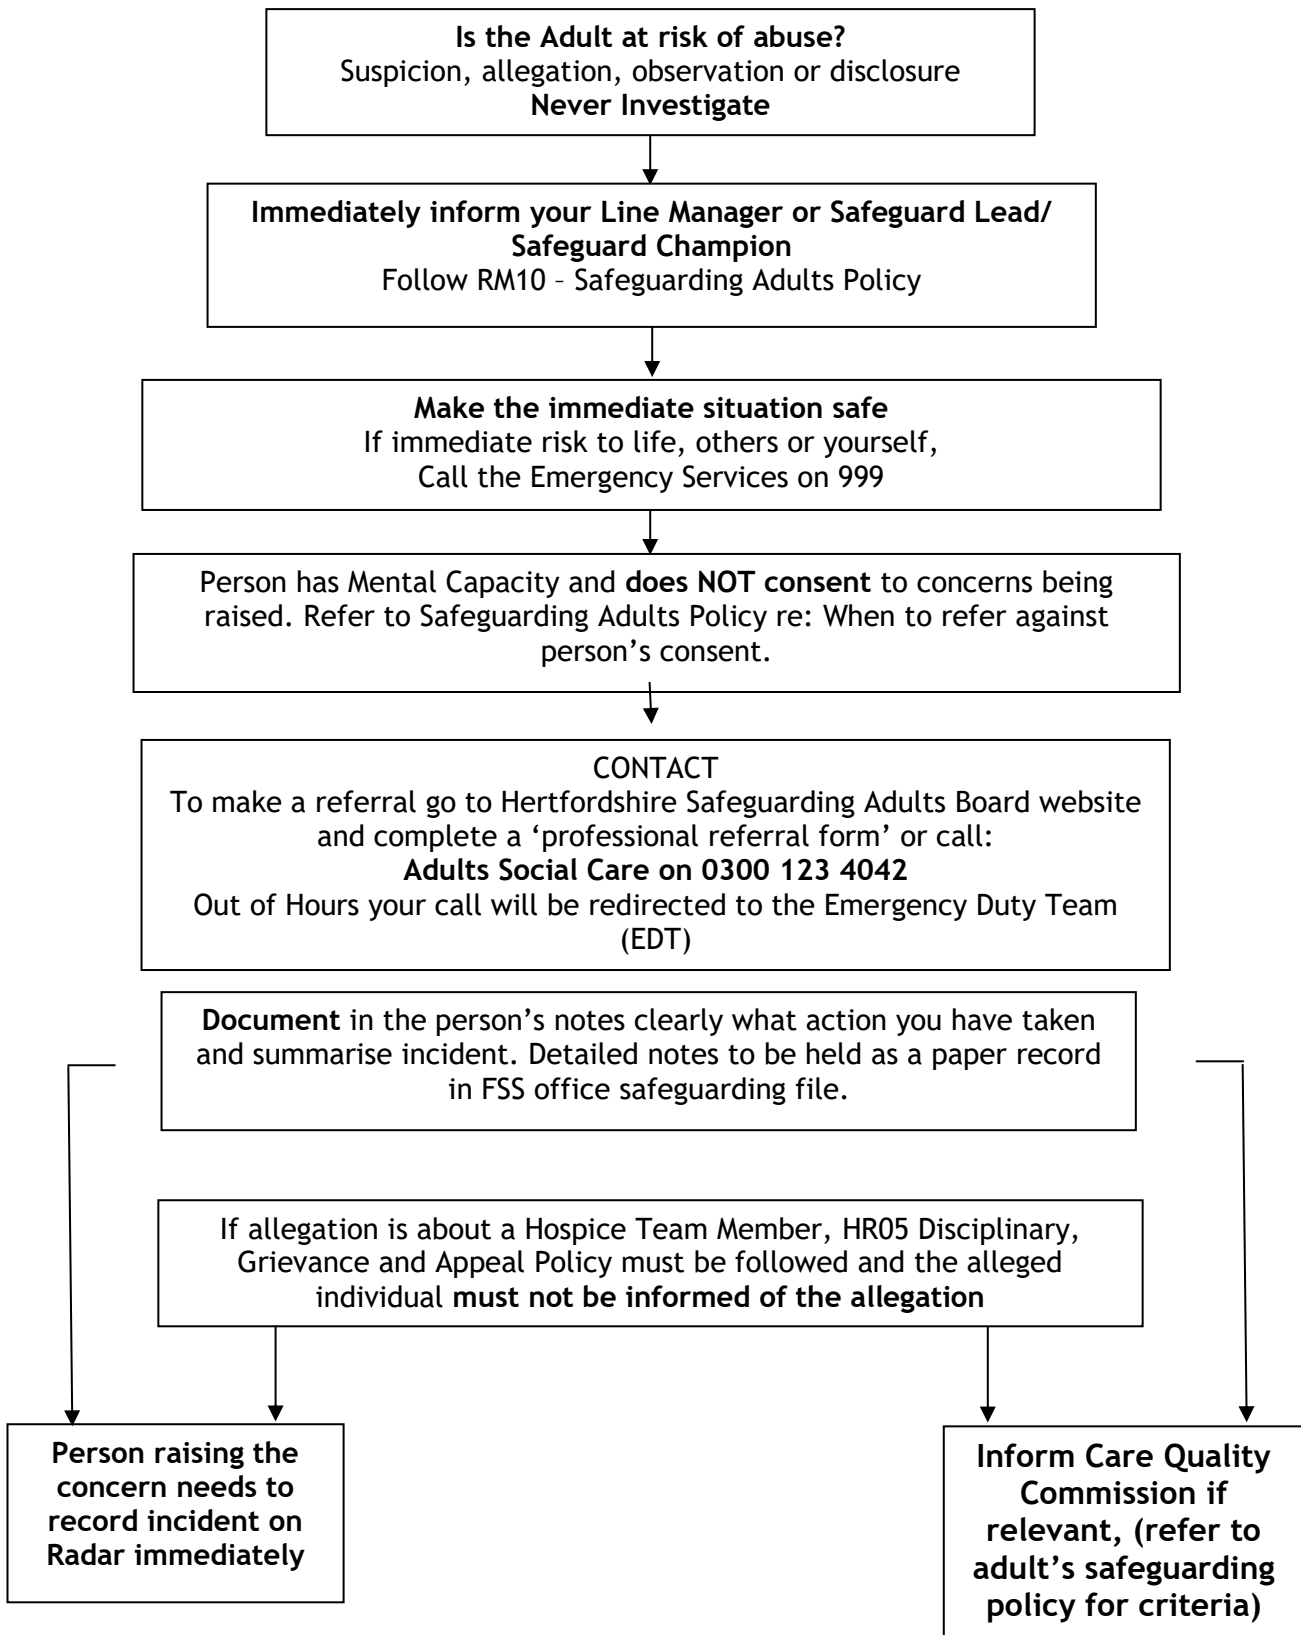 Is the Adult at risk of abuse?
Suspicion, allegation, observation or disclosure
Never Investigate
Immediately inform your Line Manager or Safeguard Lead/
Safeguard Champion
Follow RM10 – Safeguarding Adults Policy
Make the immediate situation safe
If immediate risk to life, others or yourself,
Call the Emergency Services on 999
Person has Mental Capacity and does NOT consent to concerns being
raised. Refer to Safeguarding Adults Policy re: When to refer against
person’s consent.
CONTACT
To make a referral go to Hertfordshire Safeguarding Adults Board website
and complete a ‘professional referral form’ or call:
Adults Social Care on 0300 123 4042
Out of Hours your call will be redirected to the Emergency Duty Team
(EDT)
Document in the person’s notes clearly what action you have taken
and summarise incident. Detailed notes to be held as a paper record
in FSS office safeguarding file.
If allegation is about a Hospice Team Member, HR05 Disciplinary,
Grievance and Appeal Policy must be followed and the alleged
individual must not be informed of the allegation
Person raising the
concern needs to
record incident on
Radar immediately
Inform Care Quality
Commission if
relevant, (refer to
adult’s safeguarding
policy for criteria)